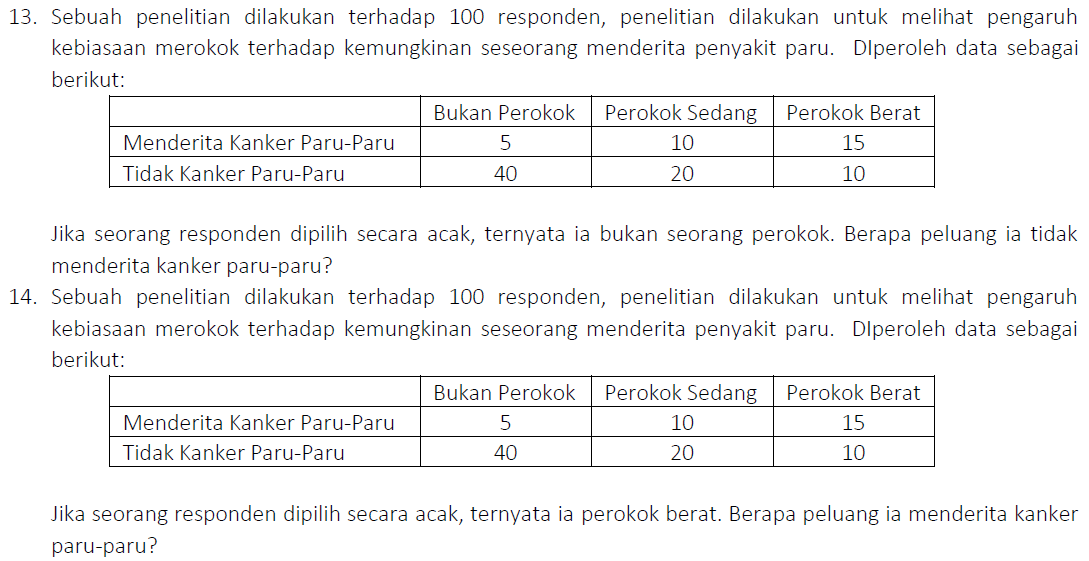 13. Sebuah penelitian dilakukan terhadap 100 responden, penelitian dilakukan untuk melihat pengaruh
kebiasaan merokok terhadap kemungkinan seseorang menderita penyakit paru. DIperoleh data sebagai
berikut:
Bukan Perokok Perokok Sedang Perokok Berat
Menderita Kanker Paru-Paru 5 10 15
Tidak Kanker Paru-Paru 40 20 10
Jika seorang responden dipilih secara acak, ternyata ia bukan seorang perokok. Berapa peluang ia tidak
menderita kanker paru-paru?
14. Sebuah penelitian dilakukan terhadap 100 responden, penelitian dilakukan untuk melihat pengaruh
kebiasaan merokok terhadap kemungkinan seseorang menderita penyakit paru. DIperoleh data sebagai
berikut:
Bukan Perokok Perokok Sedang Perokok Berat
Menderita Kanker Paru-Paru 5 10 15
Tidak Kanker Paru-Paru 40 20 10
Jika seorang responden dipilih secara acak, ternyata ia perokok berat. Berapa peluang ia menderita kanker
paru-paru?